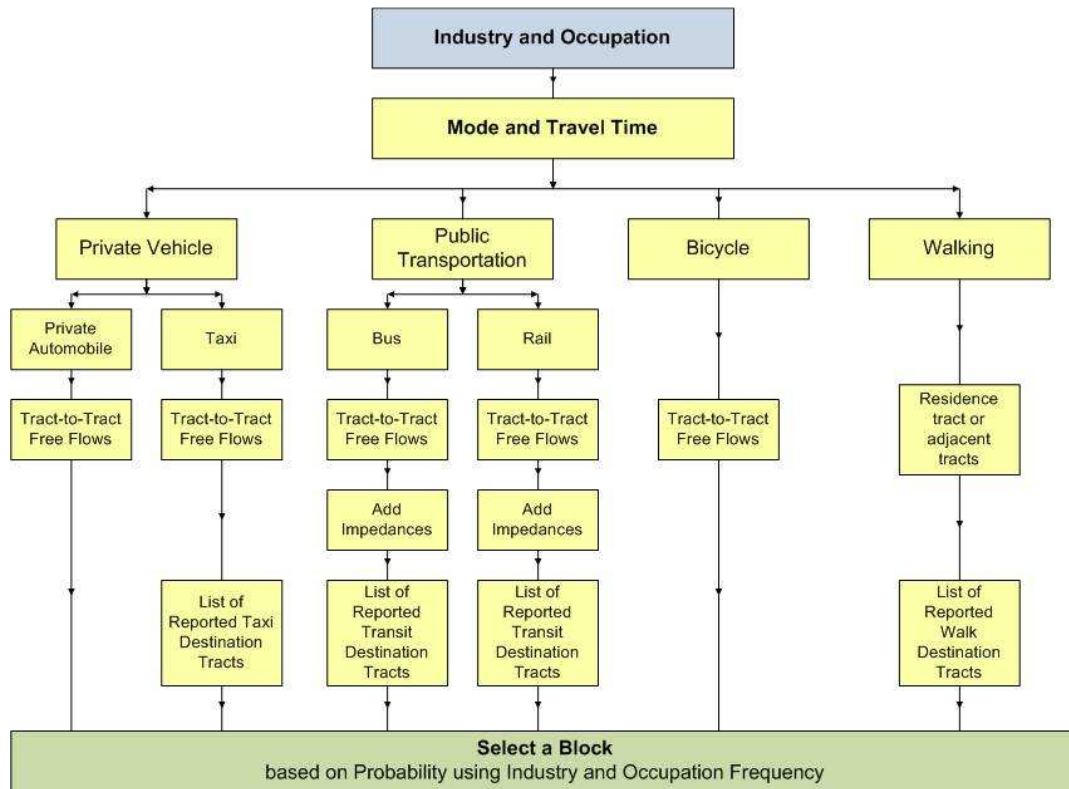 Industry and Occupation
Mode and Travel Time
Private Vehicle
Public
Transportation
Bicycle
Walking
Private
Automobile
Taxi
Bus
Rail
Tract-to-Tract
Free Flows
Tract-to-Tract
Free Flows
Tract-to-Tract
Free Flows
Tract-to-Tract
Free Flows
Tract-to-Tract
Free Flows
Residence
tract or
adjacent
tracts
Add
Impedances
Add
Impedances
List of
Reported Taxi
Destination
Tracts
List of
Reported
Transit
Destination
Tracts
List of
Reported
Transit
Destination
Tracts
List of
Reported
Walk
Destination
Tracts
Select a Block
based on Probability using Industry and Occupation Frequency